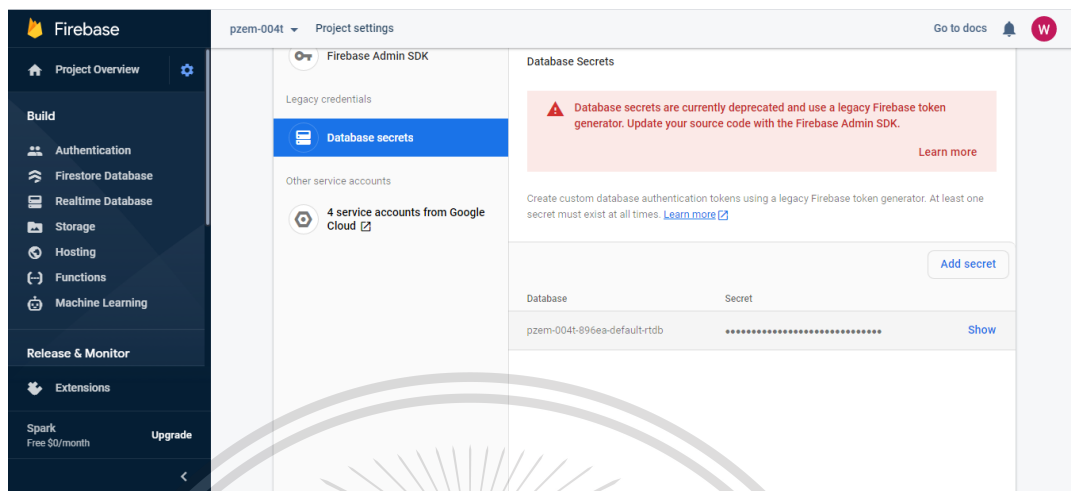 Firebase
pzem-004t Project settings
Go to docs
W
Project Overview
Build
Authentication
Firestore Database
Realtime Database
Storage
Hosting
Functions
Machine Learning
Release & Monitor
Extensions
Spark
Free $0/month
Upgrade
Firebase Admin SDK
Legacy credentials
Database secrets
Other service accounts
4 service accounts from Google
Cloud
Database Secrets
Database secrets are currently deprecated and use a legacy Firebase token
generator. Update your source code with the Firebase Admin SDK.
Learn more
Create custom database authentication tokens using a legacy Firebase token generator. At least one
secret must exist at all times. Learn more
Add secret
Database Secret
pzem-004t-896ea-default-rtdb •••••••••••••••••••••••••••••• Show